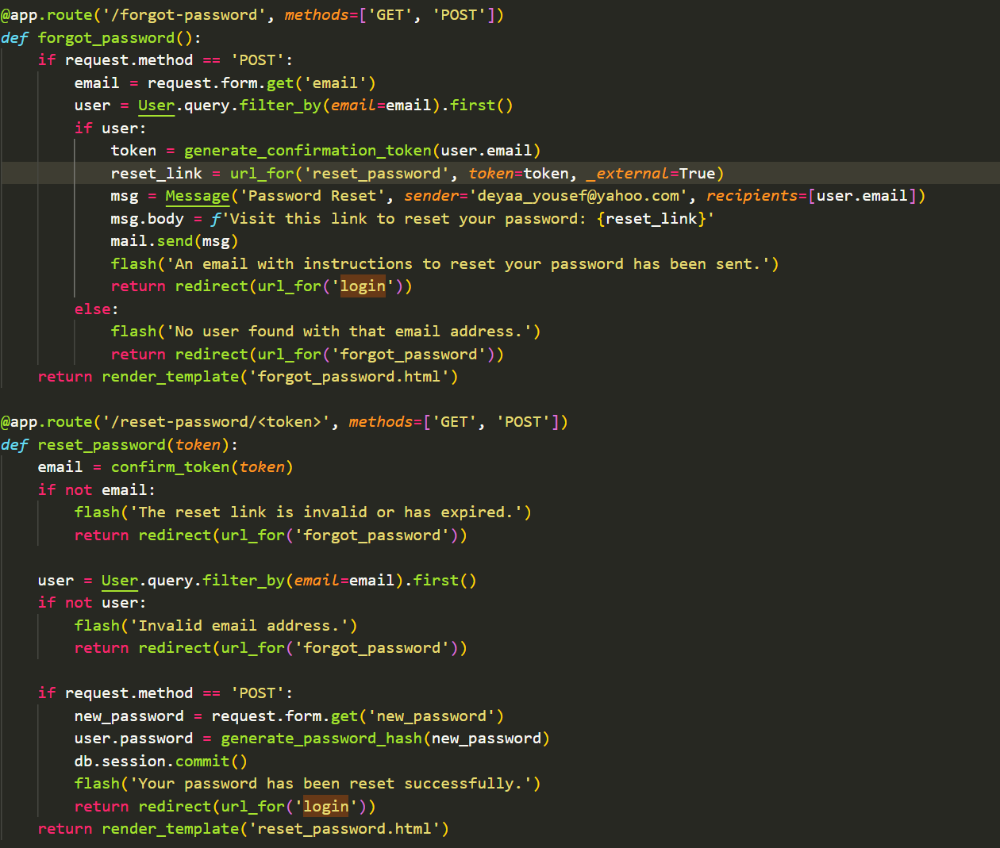 @app.route('/forgot-password', methods=['GET', 'POST'])
def forgot_password():
    if request.method == 'POST':
        email = request.form.get('email')
        user = User.query.filter_by(email=email).first()
        if user:
            token = generate_confirmation_token(user.email)
            reset_link = url_for('reset_password', token=token, _external=True)
            msg = Message('Password Reset', sender='deyaa_yousef@yahoo.com', recipients=[user.email])
            msg.body = f'Visit this link to reset your password: {reset_link}'
            mail.send(msg)
            flash('An email with instructions to reset your password has been sent.')
            return redirect(url_for('login'))
        else:
            flash('No user found with that email address.')
            return redirect(url_for('forgot_password'))
    return render_template('forgot_password.html')

@app.route('/reset-password/<token>', methods=['GET', 'POST'])
def reset_password(token):
    email = confirm_token(token)
    if not email:
        flash('The reset link is invalid or has expired.')
        return redirect(url_for('forgot_password'))

    user = User.query.filter_by(email=email).first()
    if not user:
        flash('Invalid email address.')
        return redirect(url_for('forgot_password'))

    if request.method == 'POST':
        new_password = request.form.get('new_password')
        user.password = generate_password_hash(new_password)
        db.session.commit()
        flash('Your password has been reset successfully.')
        return redirect(url_for('login'))
    return render_template('reset_password.html')